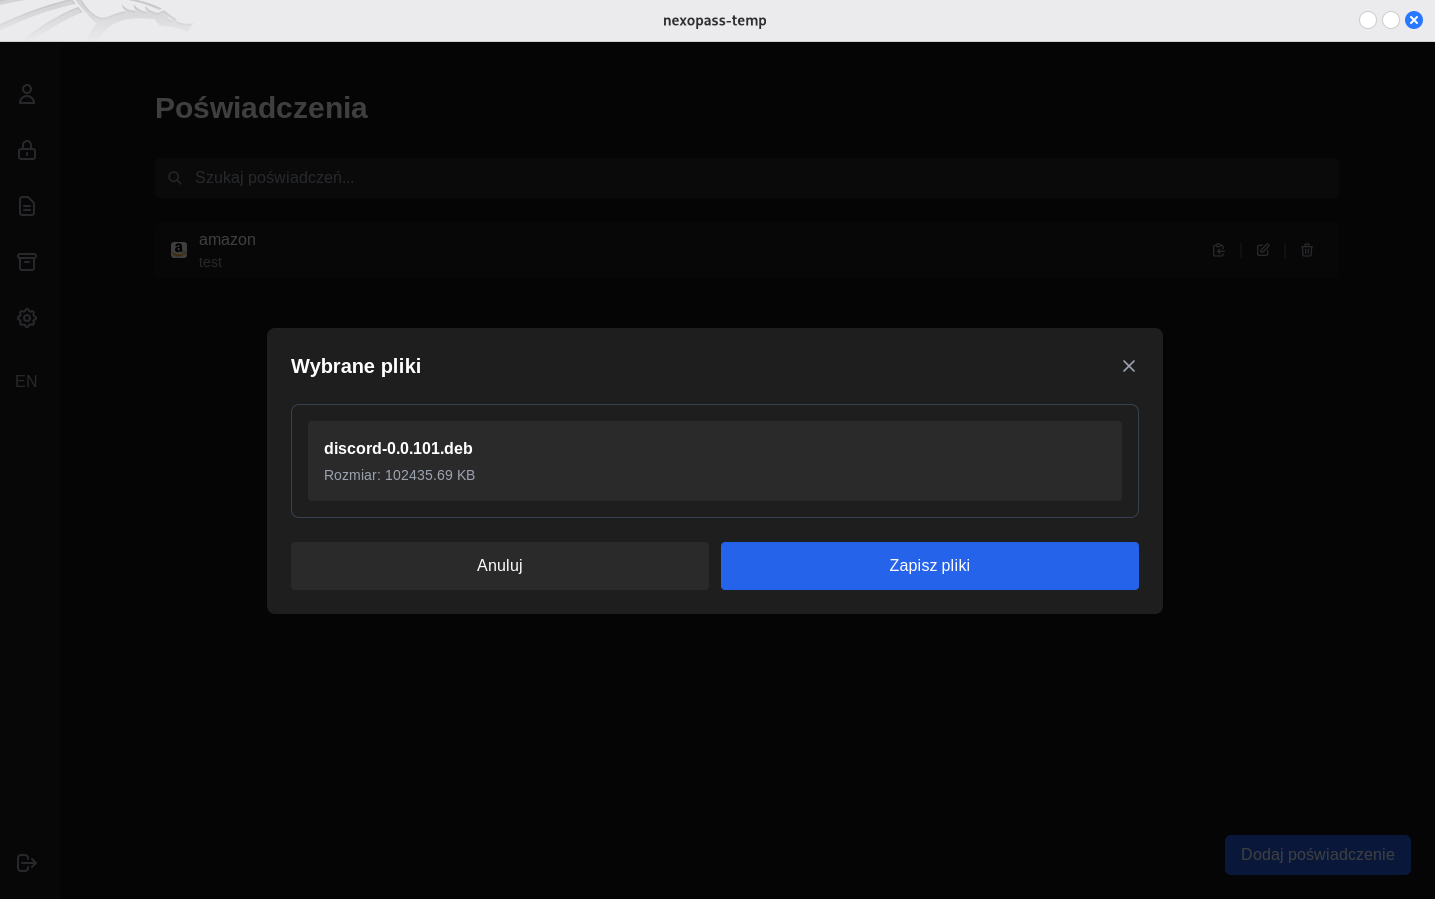 nexopass-temp
Poświadczenia
Szukaj poświadczeń...
amazon
test
EN
Wybrane pliki
discord-0.0.101.deb
Rozmiar: 102435.69 KB
Anuluj
Zapisz pliki
Dodaj poświadczenie